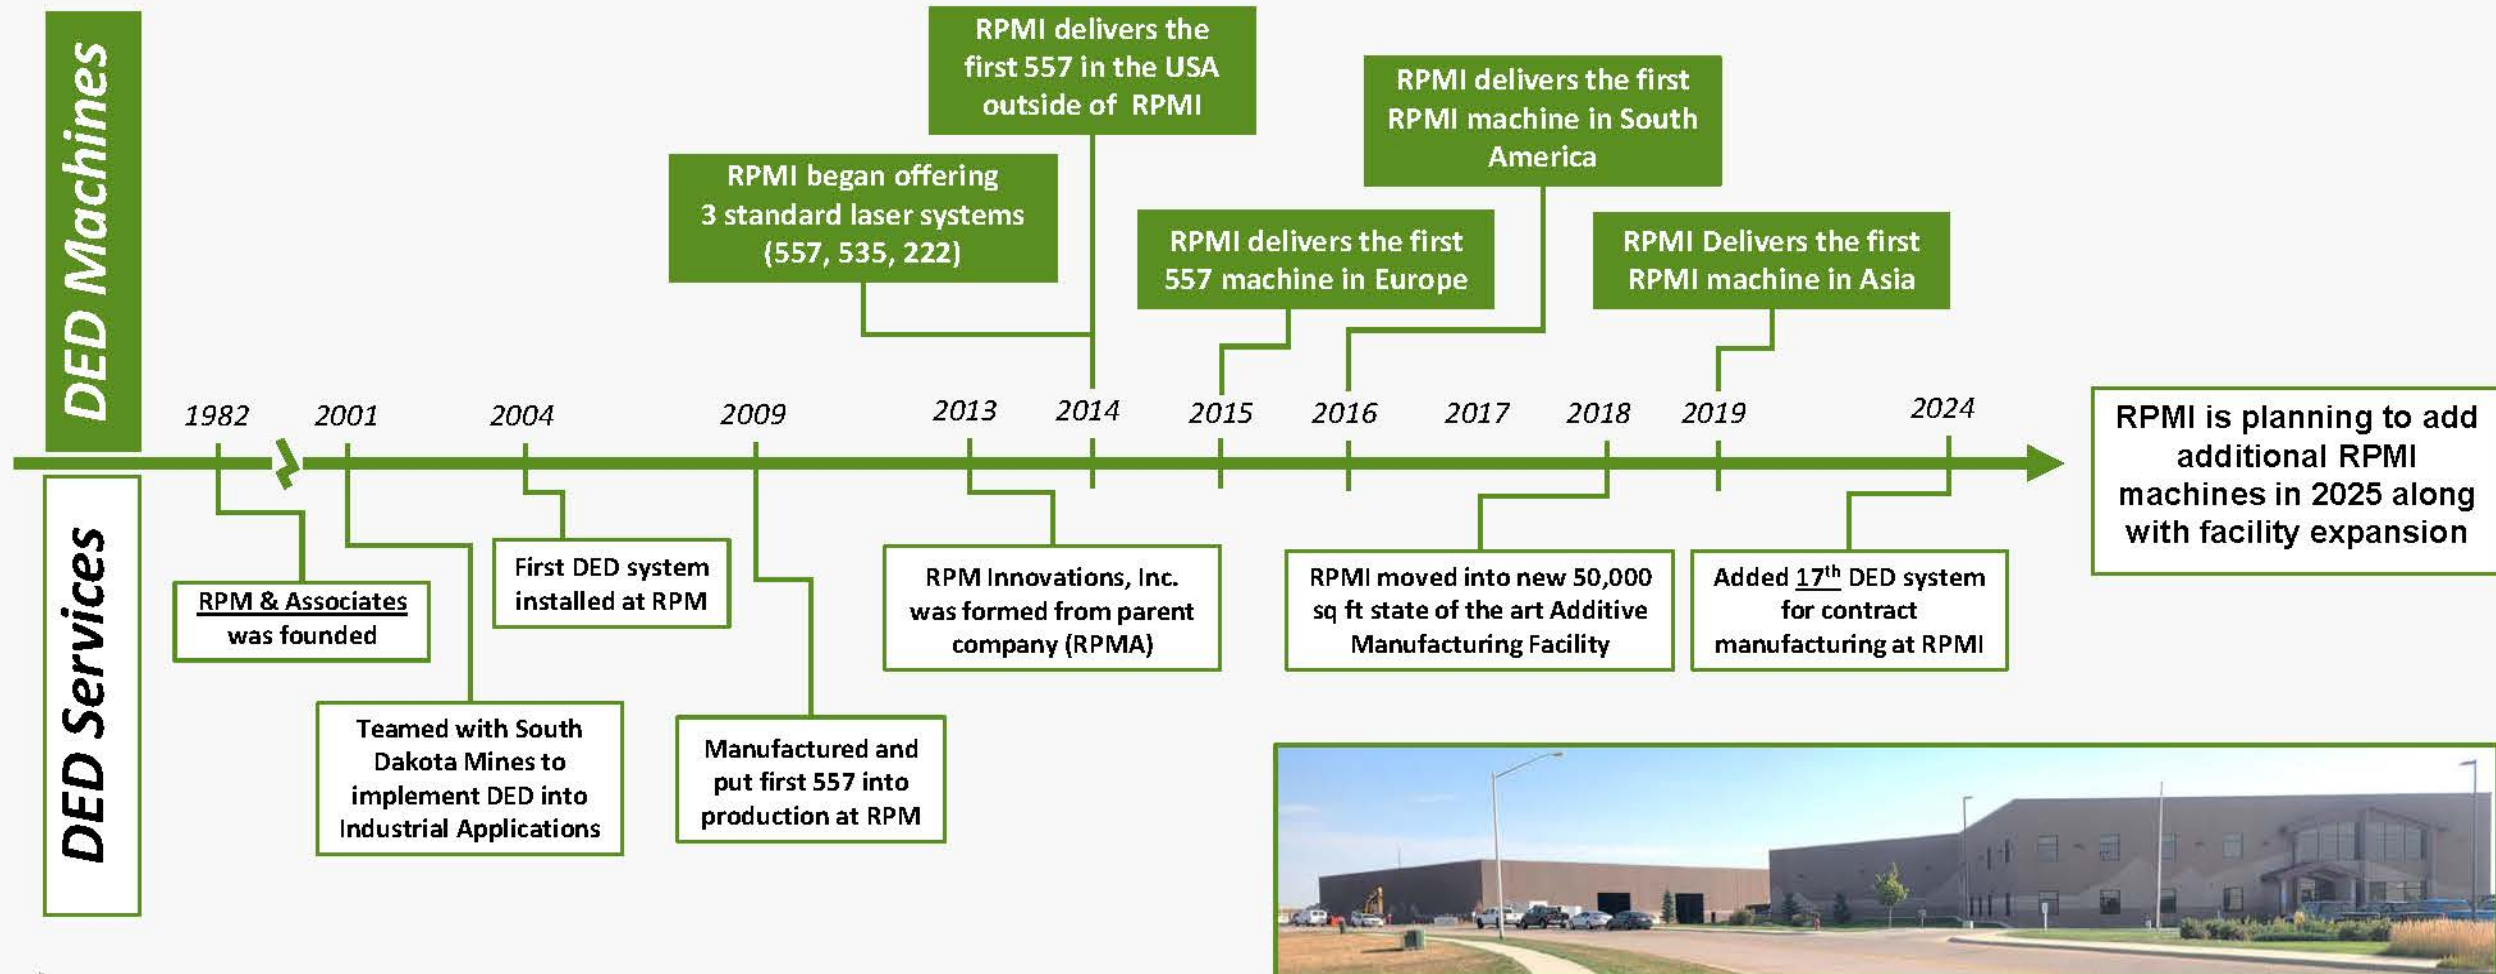 DED Machines
RPMI delivers the
first 557 in the USA
outside of RPMI
RPMI began offering
3 standard laser systems
(557, 535, 222)
RPMI delivers the first
RPMI machine in South
America
RPMI delivers the first
557 machine in Europe
RPMI Delivers the first
RPMI machine in Asia
1982
2001
2004
2009
2013
2014
2015
2016
2017
2018
2019
2024
RPMI is planning to add
additional RPMI
machines in 2025 along
with facility expansion
DED Services
RPM & Associates
was founded
Teamed with South
Dakota Mines to
implement DED into
Industrial Applications
First DED system
installed at RPM
Manufactured and
put first 557 into
production at RPM
RPM Innovations, Inc.
was formed from parent
company (RPMA)
RPMI moved into new 50,000
sq ft state of the art Additive
Manufacturing Facility
Added 17th DED system
for contract
manufacturing at RPMI